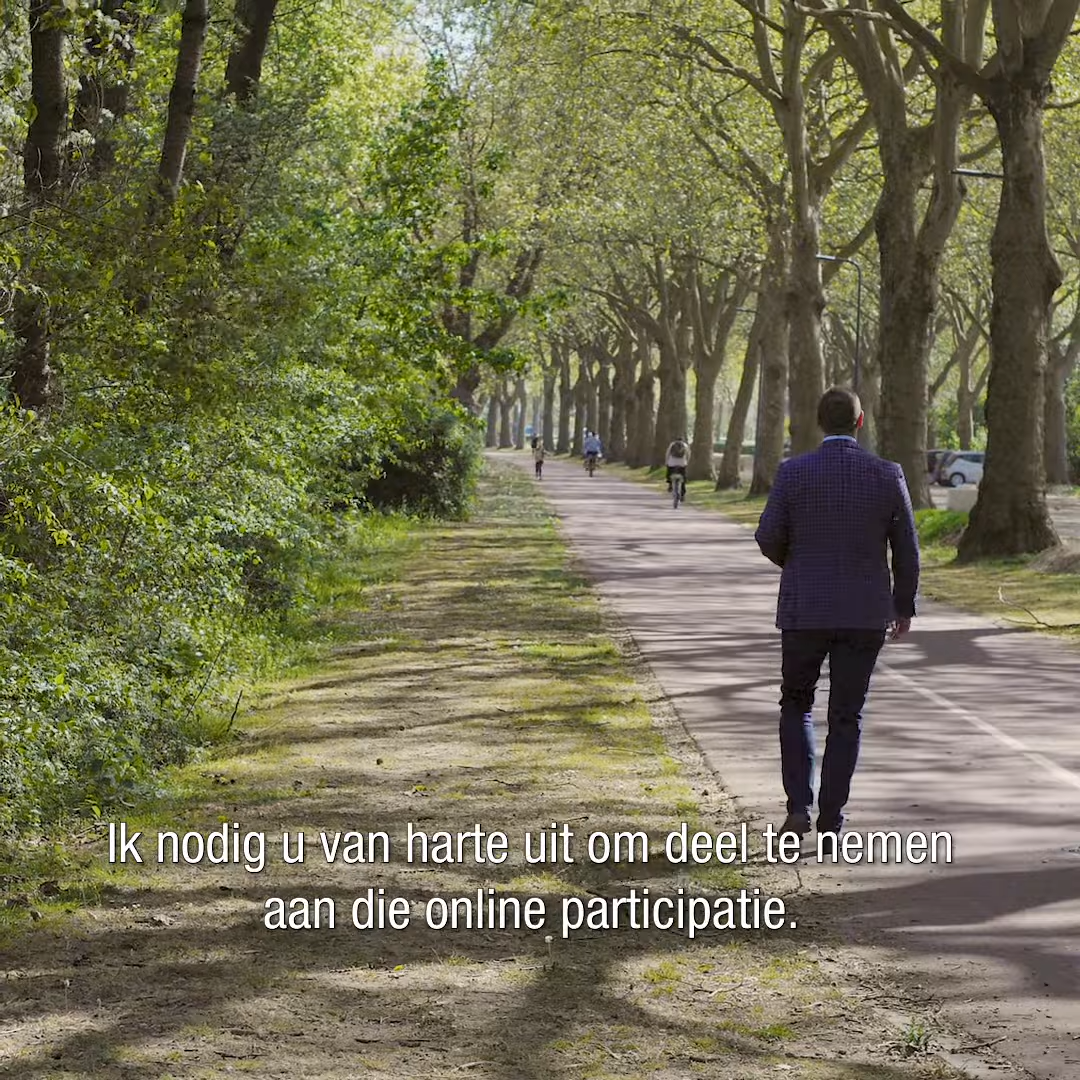 Ik nodig u van harte uit om deel te nemen
aan die online participatie.